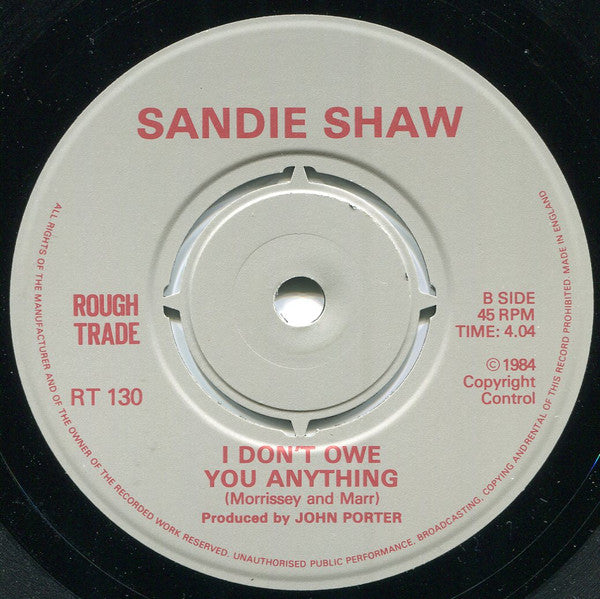 SANDIE SHAW
ROUGH
TRADE
RT 130
B SIDE
45 RPM
TIME: 4.04
© 1984
Copyright
Control
I DON'T OWE
YOU ANYTHING
(Morrissey and Marr)
Produced by JOHN PORTER
ALL RIGHTS OF THE MANUFACTURER AND OF THE OWNER OF THE RECORDED WORK RESERVED. UNAUTHORISED PUBLIC PERFORMANCE, BROADCASTING, COPYING AND RENTAL OF THIS RECORD PROHIBITED. MADE IN ENGLAND